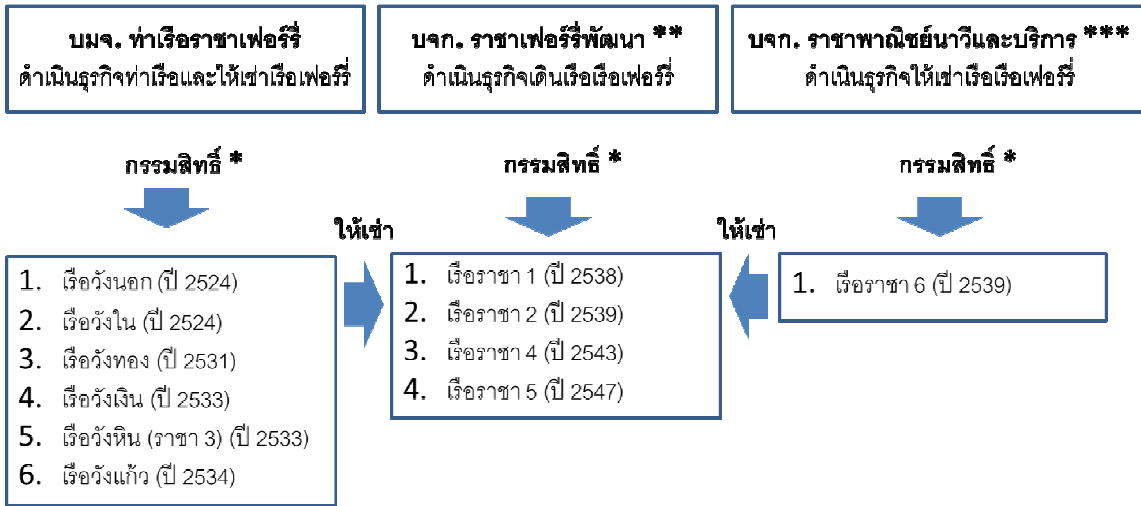 บมจ. ท่าเรือราชาเฟอร์รี่
ดำเนินธุรกิจท่าเรือและให้เช่าเรือเฟอร์รี่
บจก. ราชาเฟอร์รี่พัฒนา **
ดำเนินธุรกิจเดินเรือเรือเฟอร์รี่
บจก. ราชาพาณิชย์นาวีและบริการ ***
ดำเนินธุรกิจให้เช่าเรือเรือเฟอร์รี่
กรรมสิทธิ์ *
กรรมสิทธิ์ *
กรรมสิทธิ์ *
ให้เช่า
ให้เช่า
1. เรือวังนอก (ปี 2524)
2. เรือวังใน (ปี 2524)
3. เรือวังทอง (ปี 2531)
4. เรือวังเงิน (ปี 2533)
5. เรือวังหิน (ราชา 3) (ปี 2533)
6. เรือวังแก้ว (ปี 2534)
1. เรือราชา 1 (ปี 2538)
2. เรือราชา 2 (ปี 2539)
3. เรือราชา 4 (ปี 2543)
4. เรือราชา 5 (ปี 2547)
1. เรือราชา 6 (ปี 2539)